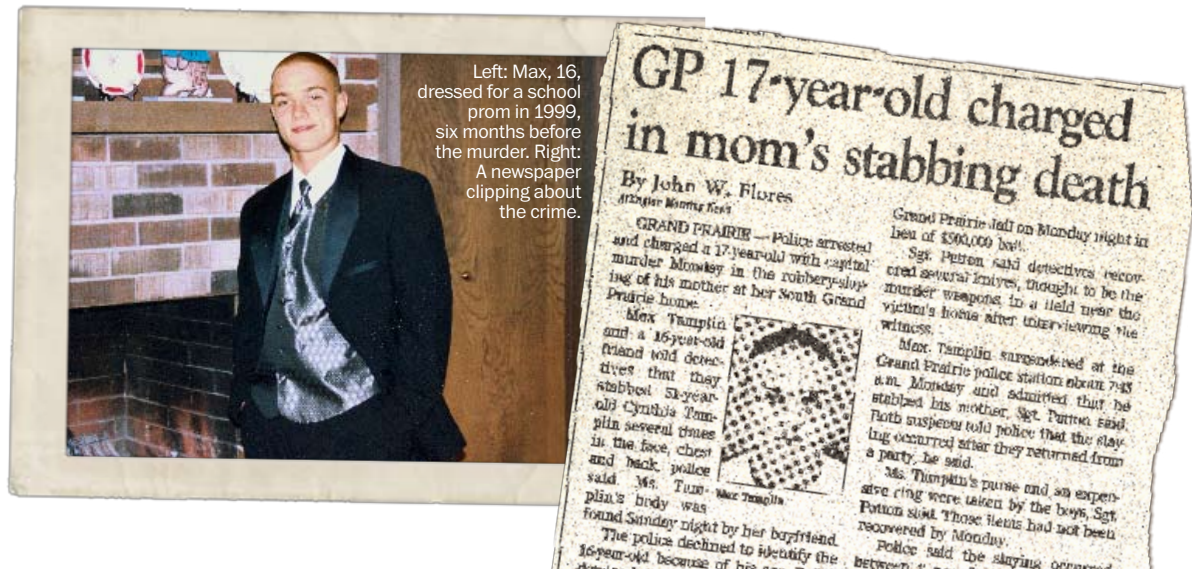 Left: Max, 16,
dressed for a school
prom in 1999,
six months before
the murder. Right:
A newspaper
clipping about
the crime.
GP 17-year-old charged
in mom's stabbing death
By John W. Flores
Arlington Morning News
GRAND PRAIRIE — Police arrested
and charged a 17-year-old with capital
murder Monday in the robbery-slay-
ing of his mother at her South Grand
Prairie home.
Max Tamplin
and a 16-year-old
friend told detec-
tives that they
stabbed 51-year-
old Cynthia Tam-
plin several times
in the face, chest
and back, police
said. Ms. Tam-
plin's body was
found Sunday night by her boyfriend.
The police declined to identify the
16-year-old because of his
Max Tamplin
Grand Prairie Jail on Monday night in
lieu of $500,000 bail.
Sgt. Patton said detectives recov-
ered several knives, thought to be the
murder weapons, in a field near the
victim's home after interviewing the
witness.
Max Tamplin surrendered at the
Grand Prairie police station about
a.m. Monday and admitted that he
stabbed his mother, Sgt. Patton said.
Both suspects told police that the slay-
ing occurred after they returned from
a party, he said.
Ms. Tamplin's purse and an expen-
sive ring were taken by the boys, Sgt.
Patton said. Those items had not been
recovered by Monday.
Police said the slaying occurred
between